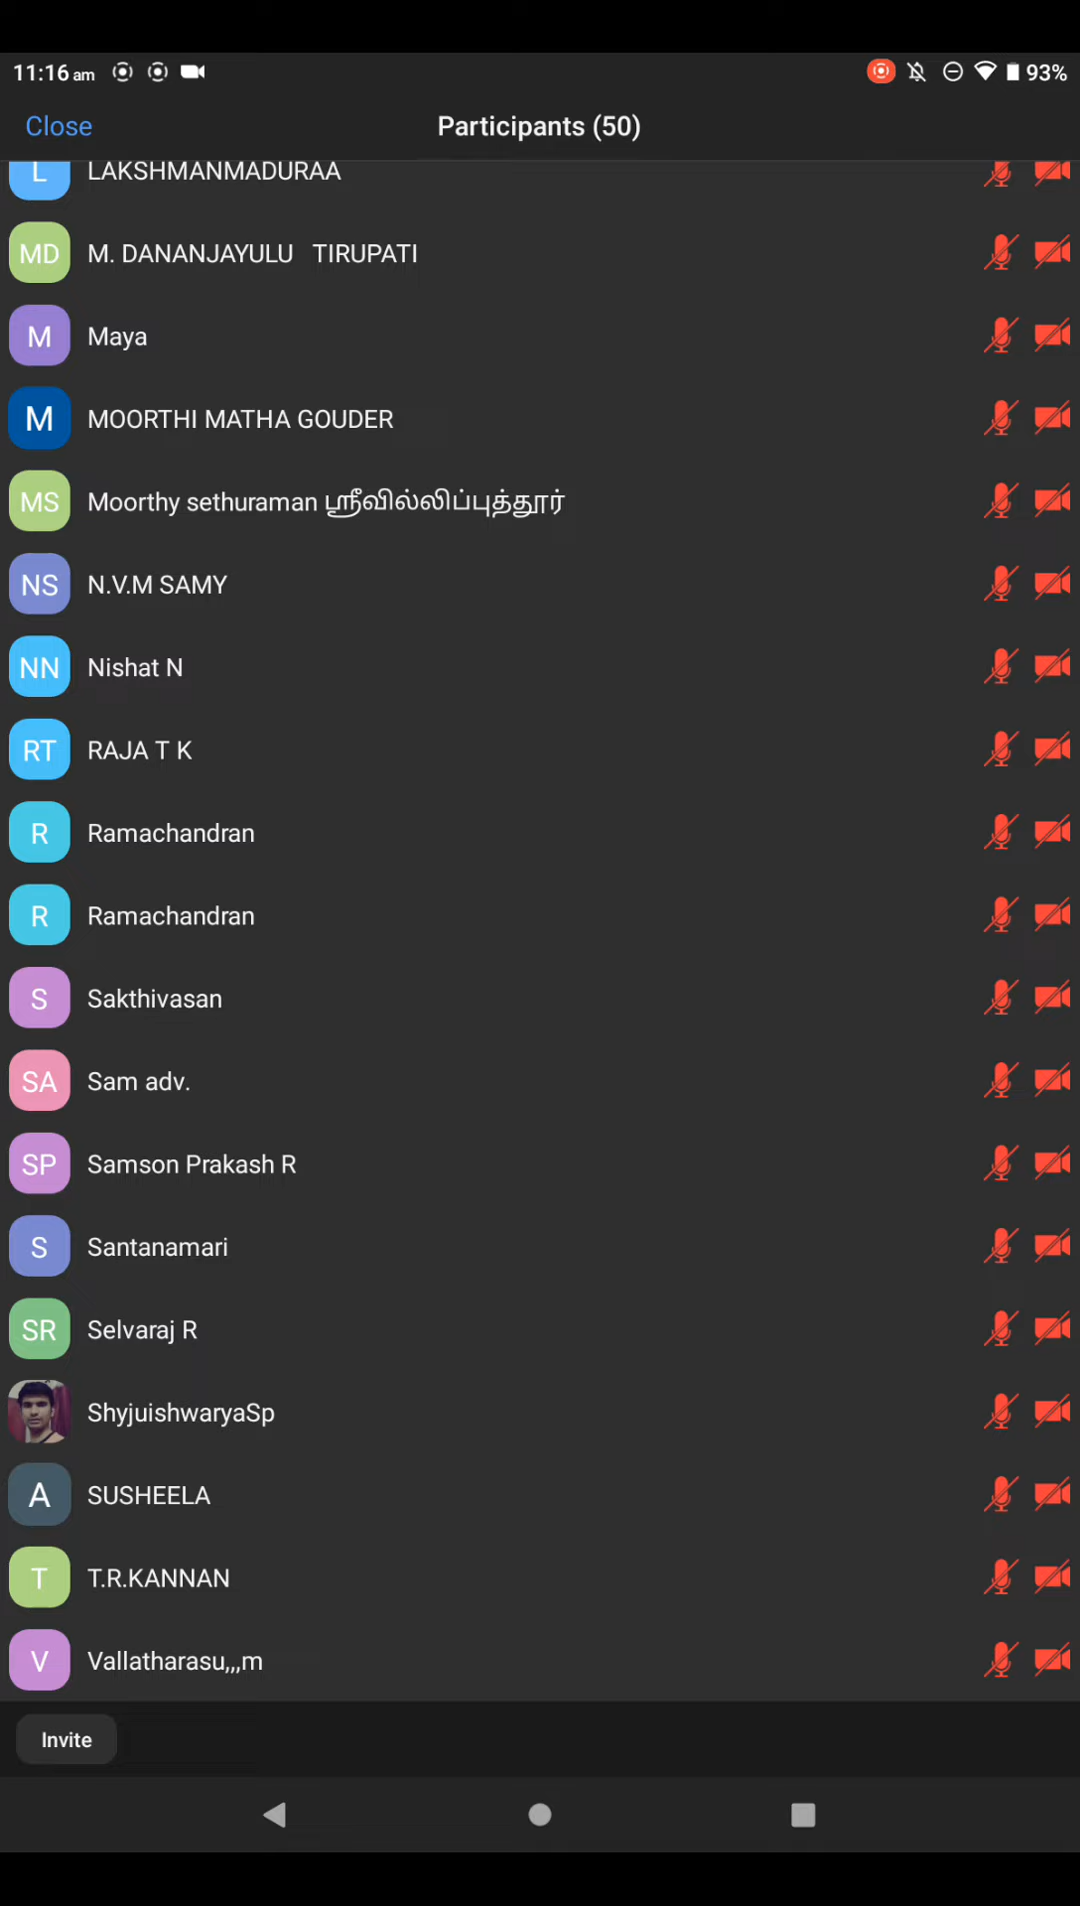 11:16 am 93%
Close Participants (50)
L LAKSHMANMADURAA
MD M. DANANJAYULU TIRUPATI
M Maya
M MOORTHI MATHA GOUDER
MS Moorthy sethuraman ஸ்ரீவில்லிப்புத்தூர்
NS N.V.M SAMY
NN Nishat N
RT RAJA T K
R Ramachandran
R Ramachandran
S Sakthivasan
SA Sam adv.
SP Samson Prakash R
S Santanamari
SR Selvaraj R
ShyjuishwaryaSp
A SUSHEELA
T T.R.KANNAN
V Vallatharasu,,,m
Invite